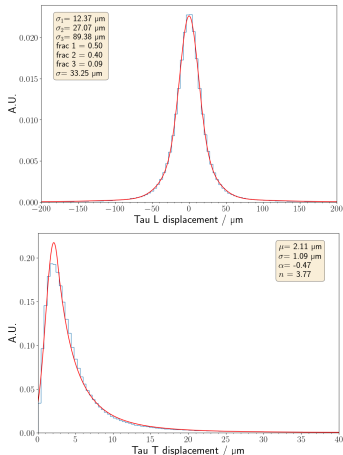 0.020
0.015
0.010
0.005
0.000
A.U.
σ₁= 12.37 μm
σ₂= 27.07 μm
σ₃= 89.38 μm
frac 1 = 0.50
frac 2 = 0.40
frac 3 = 0.09
σ= 33.25 μm
−200 −150 −100 −50 0 50 100 150 200
Tau L displacement / μm
0.20
0.15
0.10
0.05
0.00
A.U.
μ= 2.11 μm
σ= 1.09 μm
α= -0.47
n = 3.77
0 5 10 15 20 25 30 35 40
Tau T displacement / μm